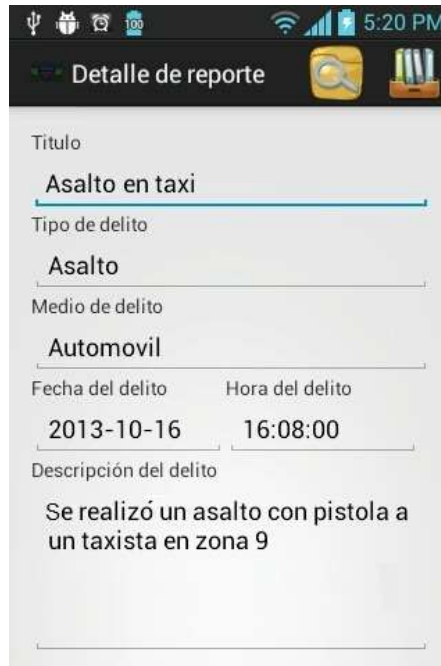 100 5:20 PM
Detalle de reporte
Titulo
Asalto en taxi
Tipo de delito
Asalto
Medio de delito
Automovil
Fecha del delito Hora del delito
2013-10-16 16:08:00
Descripción del delito
Se realizó un asalto con pistola a
un taxista en zona 9